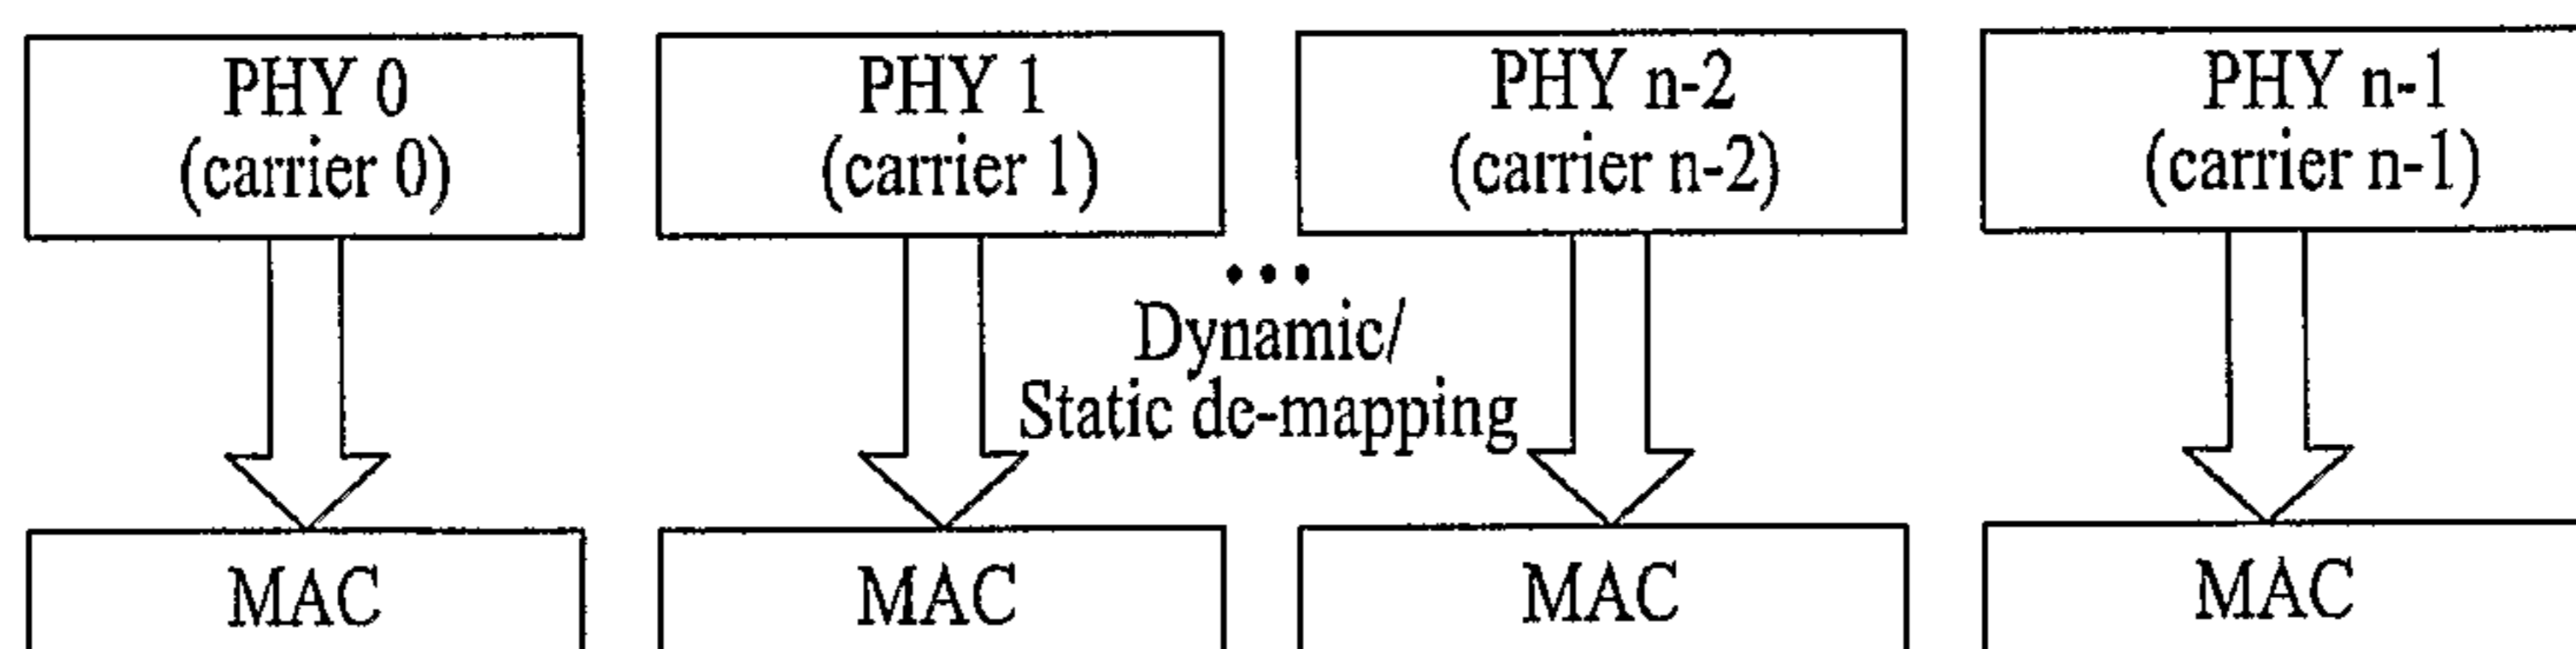 PHY 0
(carrier 0)
PHY 1
(carrier 1)
PHY n-2
(carrier n-2)
PHY n-1
(carrier n-1)
•••
Dynamic/
Static de-mapping
MAC
MAC
MAC
MAC